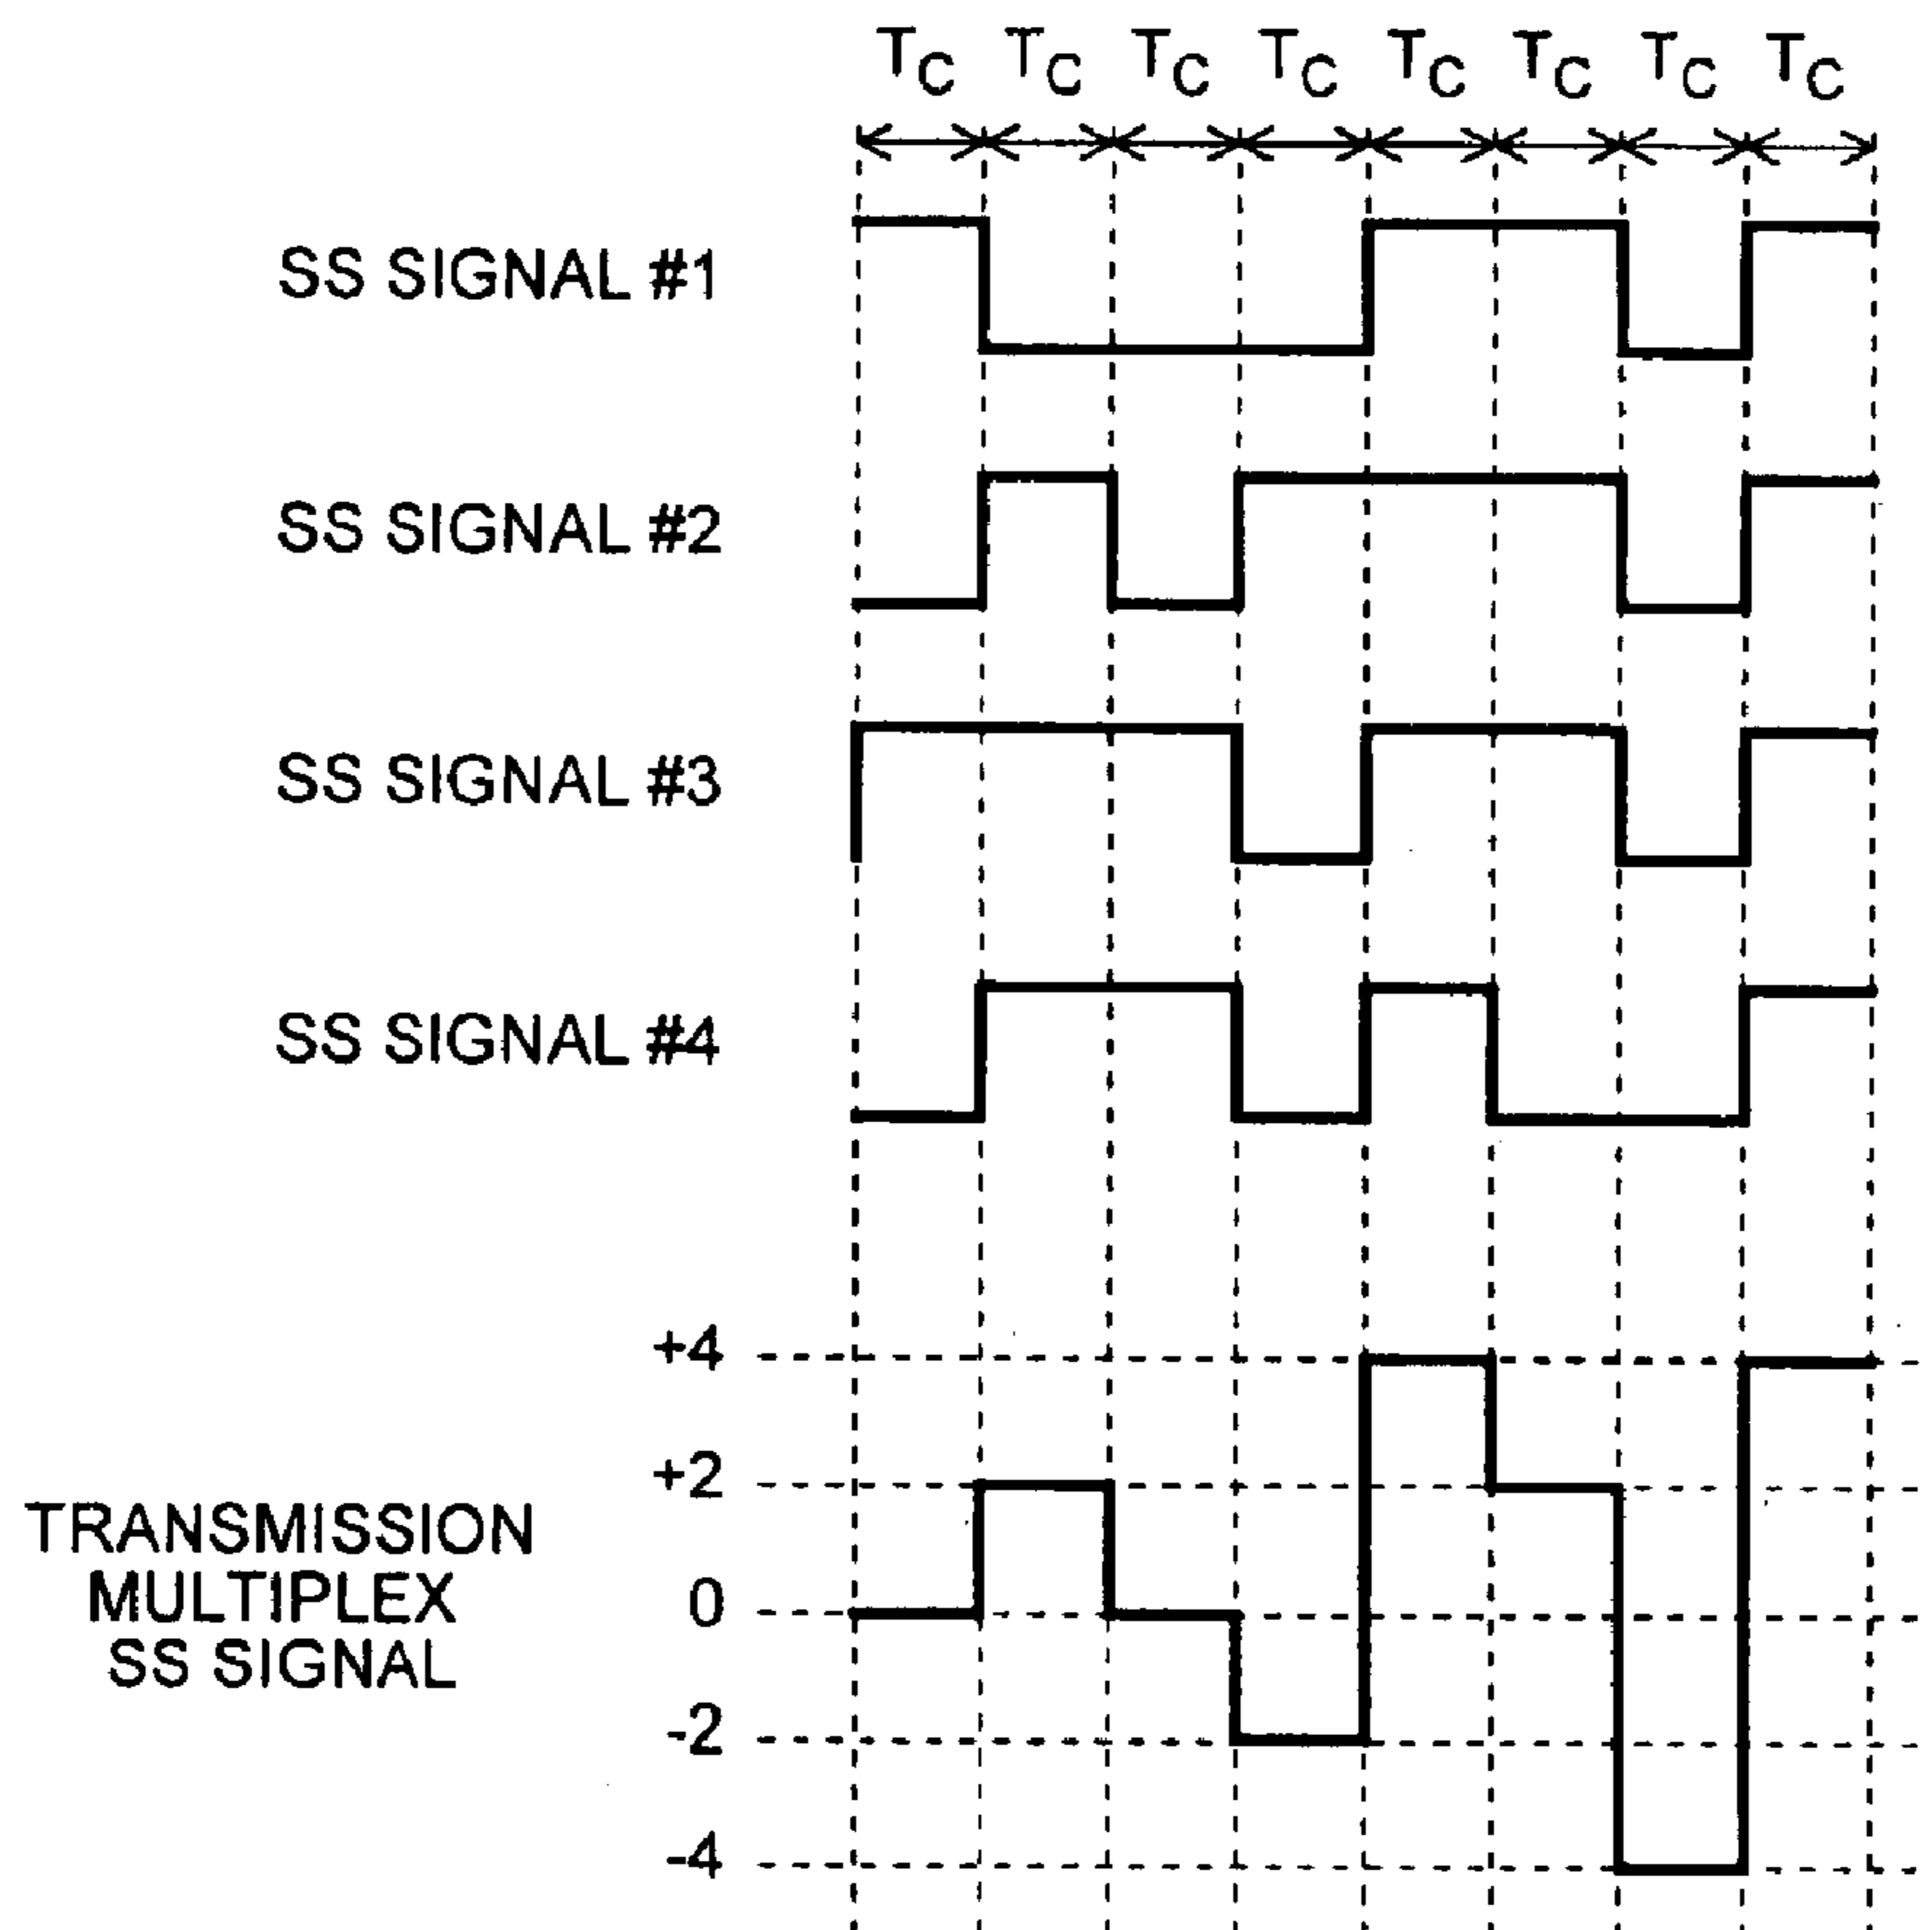 TC TC TC TC TC TC TC TC
SS SIGNAL #1
SS SIGNAL #2
SS SIGNAL #3
SS SIGNAL #4
+4
+2
TRANSMISSION
MULTIPLEX
SS SIGNAL
0
-2
-4